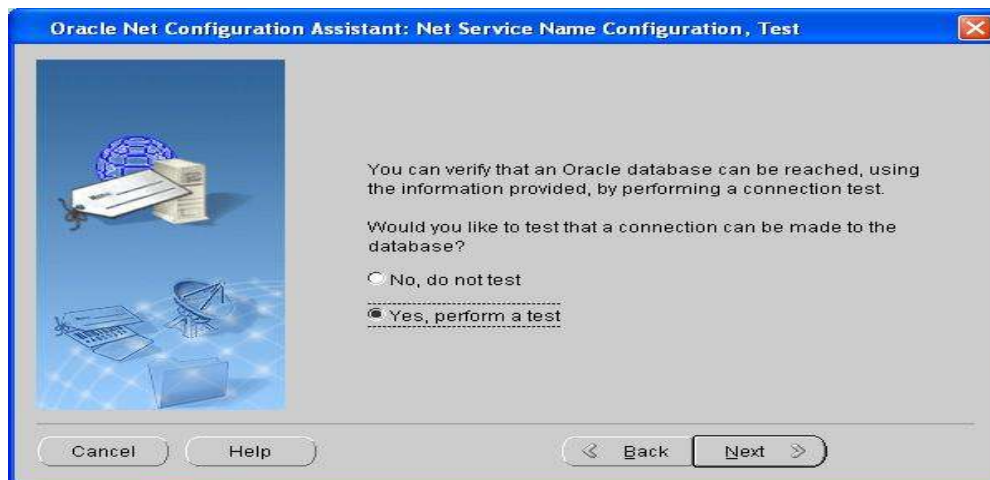 Oracle Net Configuration Assistant: Net Service Name Configuration, Test
You can verify that an Oracle database can be reached, using
the information provided, by performing a connection test.
Would you like to test that a connection can be made to the
database?
No, do not test
Yes, perform a test
Cancel
Help
Back
Next